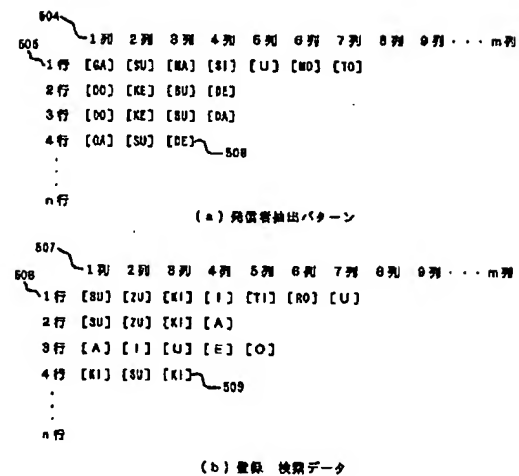 504
1列 2列 3列 4列 5列 6列 7列 8列 9列 ・・・ m列
505
1行 [GA] [SU] [MA] [SI] [U] [MO] [TO]
2行 [DO] [KE] [SU] [DE]
3行 [DO] [KE] [SU] [DA]
4行 [GA] [SU] [DE] 508
n行
(a) 発信者抽出パターン
507
1列 2列 3列 4列 5列 6列 7列 8列 9列 ・・・ m列
506
1行 [SU] [ZU] [KI] [I] [TI] [RO] [U]
2行 [SU] [ZU] [KI] [A]
3行 [A] [I] [U] [E] [O]
4行 [KI] [SU] [KI] 509
n行
(b) 登録 検索データ